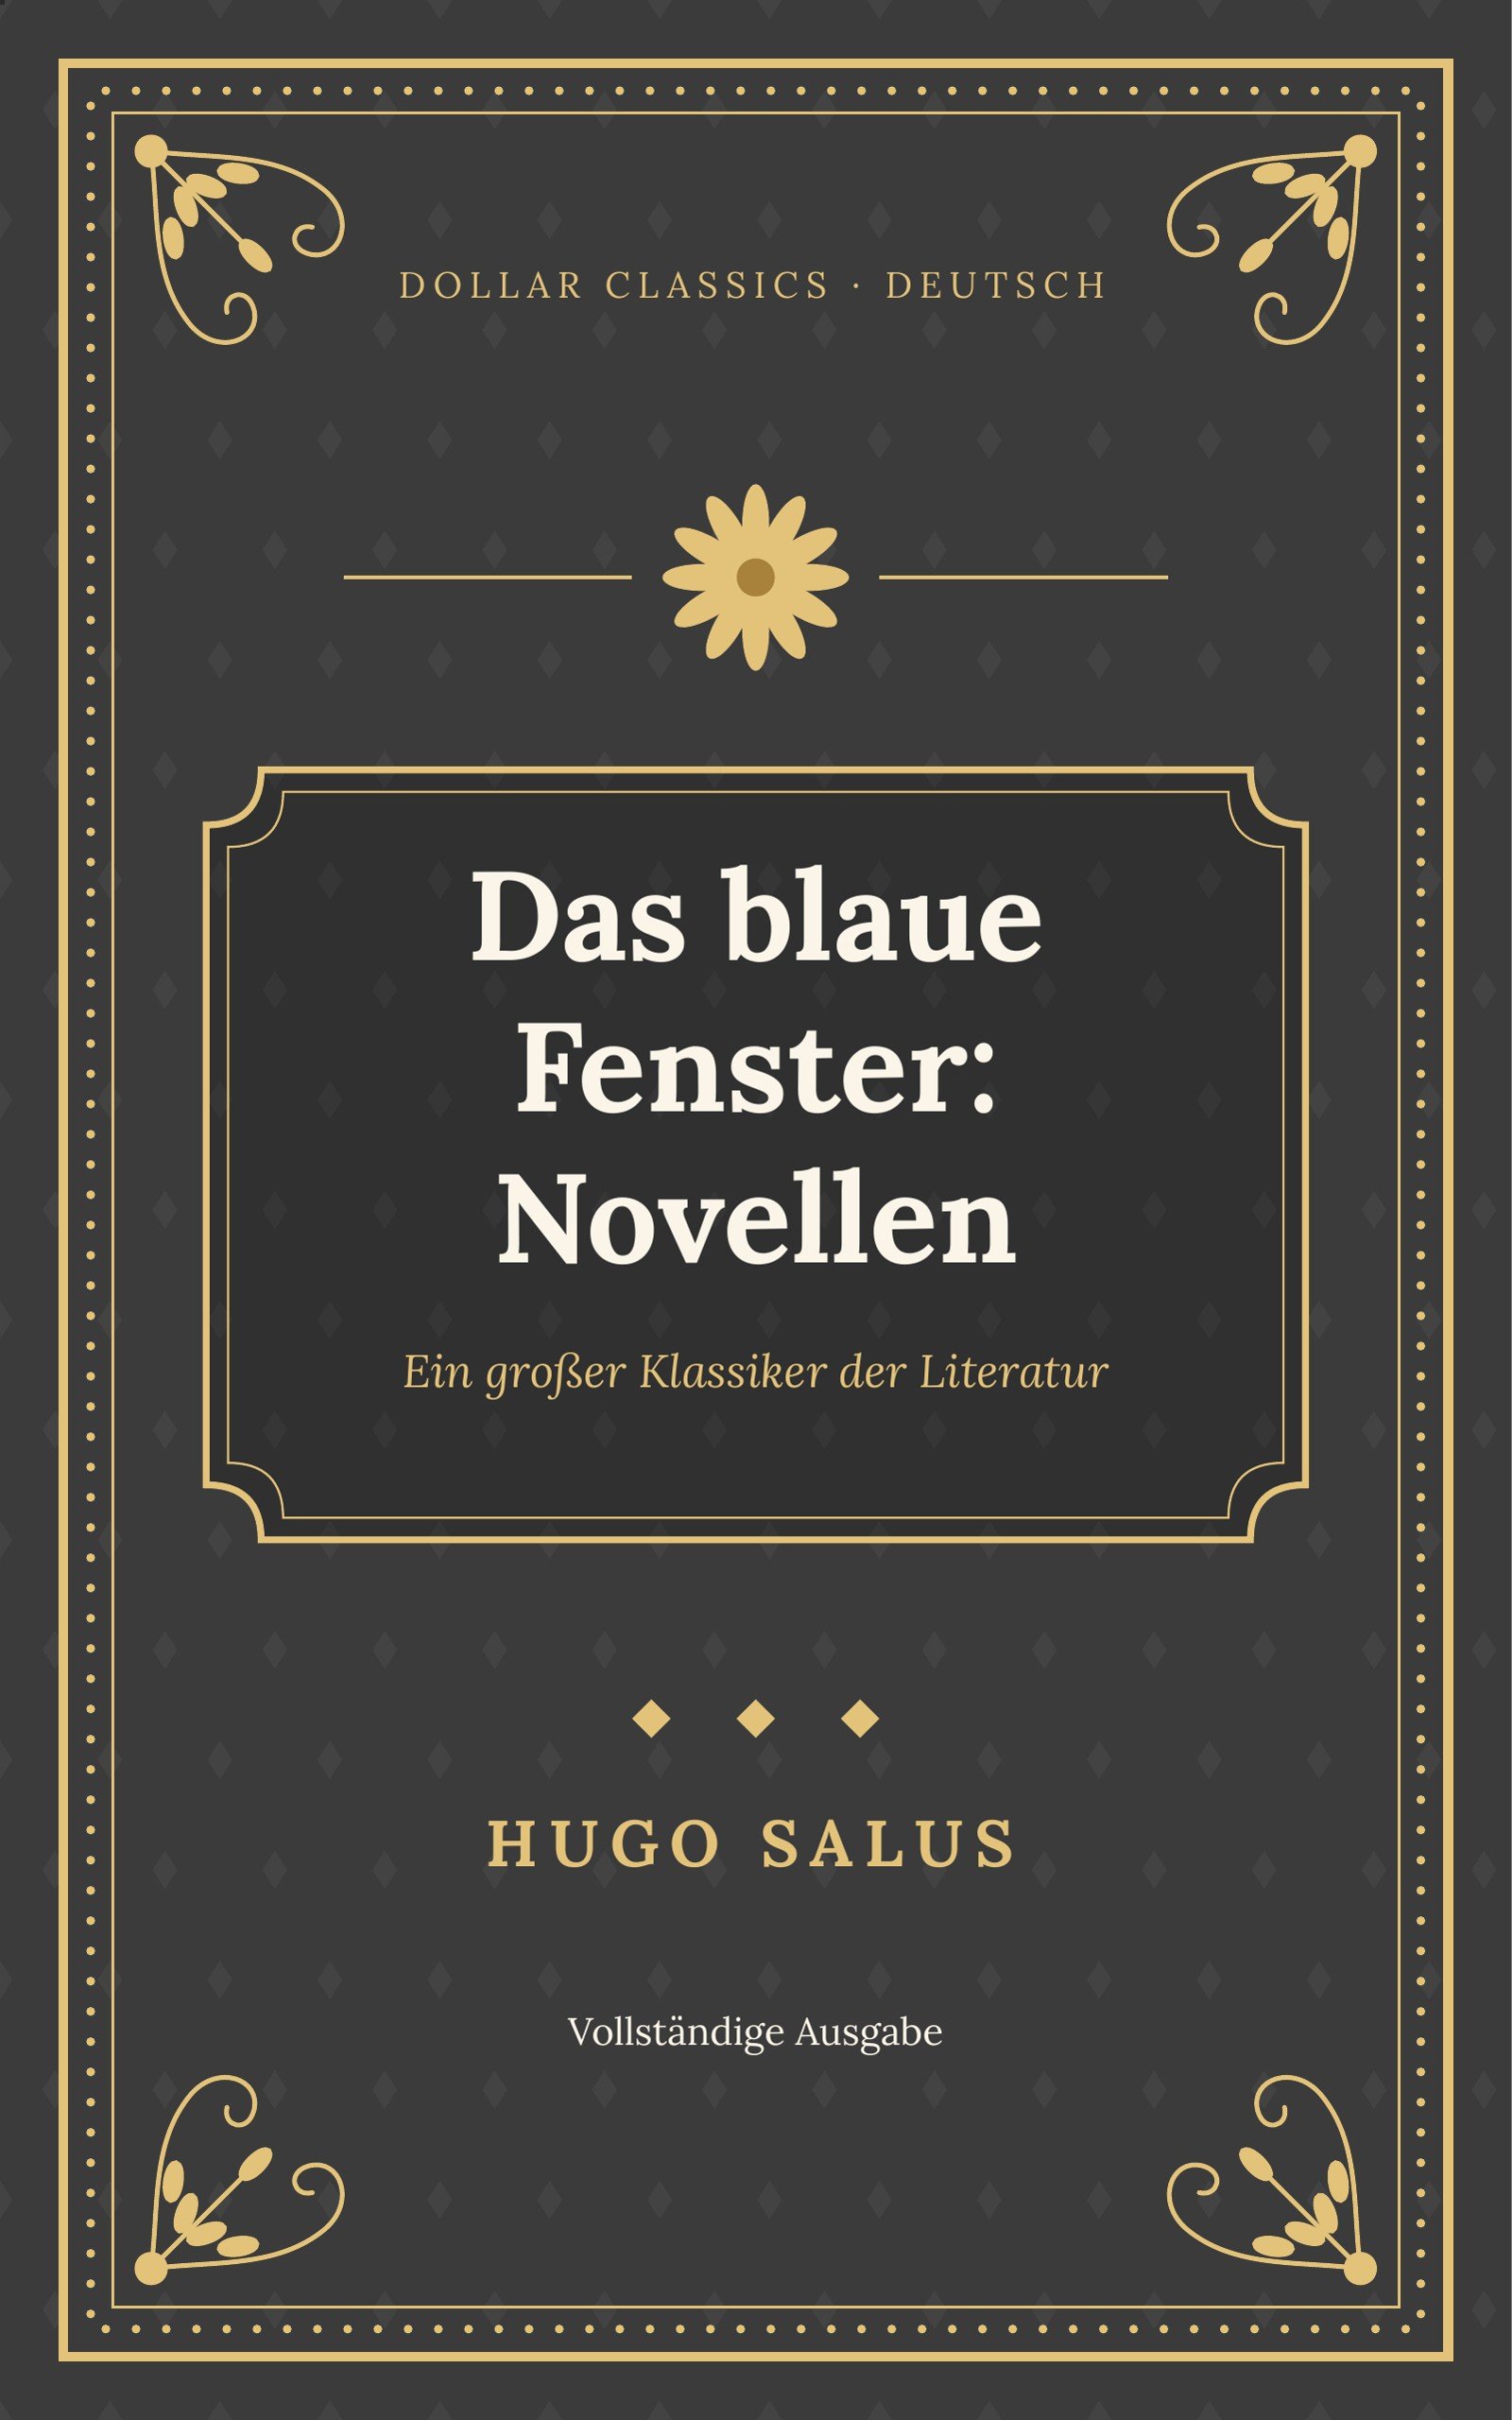 DOLLAR CLASSICS · DEUTSCH
Das blaue
Fenster:
Novellen
Ein großer Klassiker der Literatur
HUGO SALUS
Vollständige Ausgabe